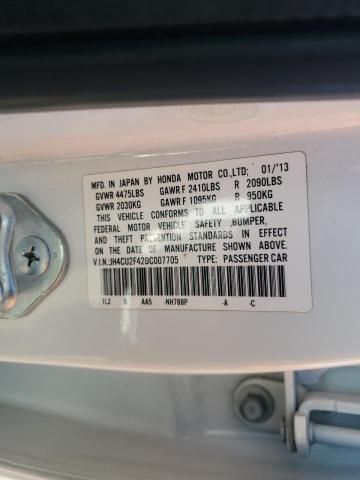 MFD. IN JAPAN BY HONDA MOTOR CO.,LTD; 01/'13
GVWR 4475LBS GAWR F 2410LBS R 2090LBS
GVWR 2030KG GAWR F 1095KG R 950KG
THIS VEHICLE CONFORMS TO ALL APPLICABLE
FEDERAL MOTOR VEHICLE SAFETY, BUMPER,
AND THEFT PREVENTION STANDARDS IN EFFECT
ON THE DATE OF MANUFACTURE SHOWN ABOVE.
V.I.N.:JH4CU2F42DC007705 TYPE: PASSENGER CAR
TL2 D AA5 -NH788P -A -C